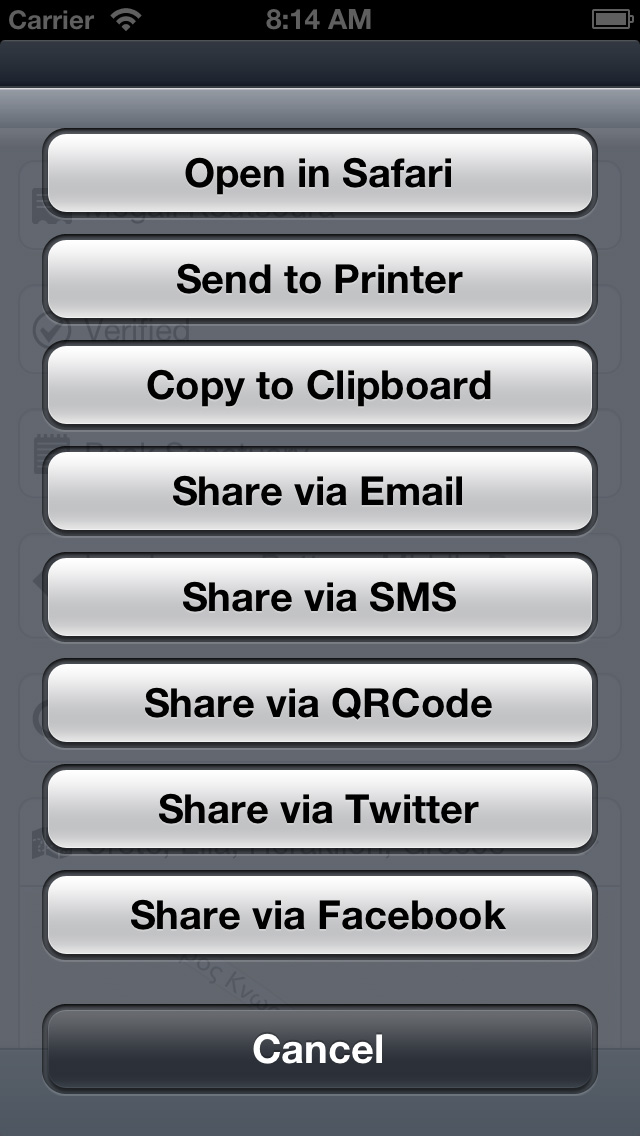 Carrier 8:14 AM
Open in Safari
Send to Printer
Verified
Copy to Clipboard
Share via Email
Share via SMS
Share via QRCode
Share via Twitter
Share via Facebook
Cancel